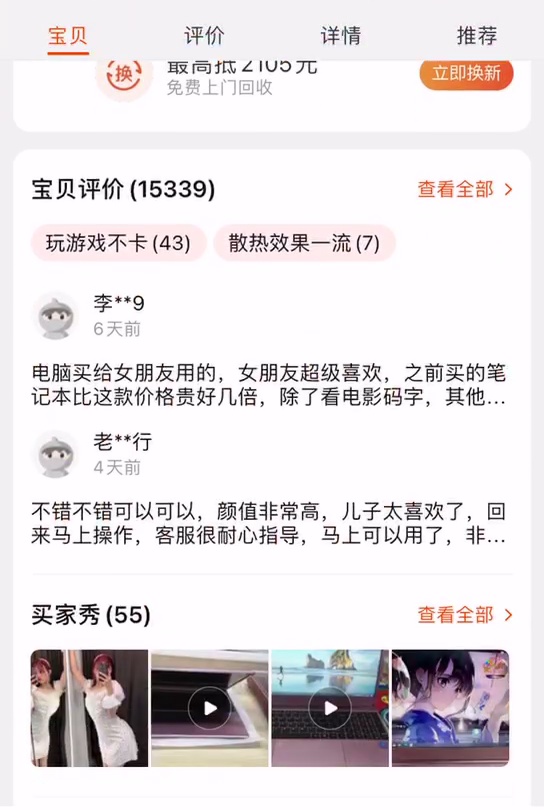 宝贝
评价
详情
推荐
换
最高抵2105元
免费上门回收
立即换新
宝贝评价(15339)
查看全部
玩游戏不卡(43)
散热效果一流(7)
李**9
6天前
电脑买给女朋友用的，女朋友超级喜欢，之前买的笔
记本比这款价格贵好几倍，除了看电影码字，其他...
老**行
4天前
不错不错可以可以，颜值非常高，儿子太喜欢了，回
来马上操作，客服很耐心指导，马上可以用了，非...
买家秀(55)
查看全部